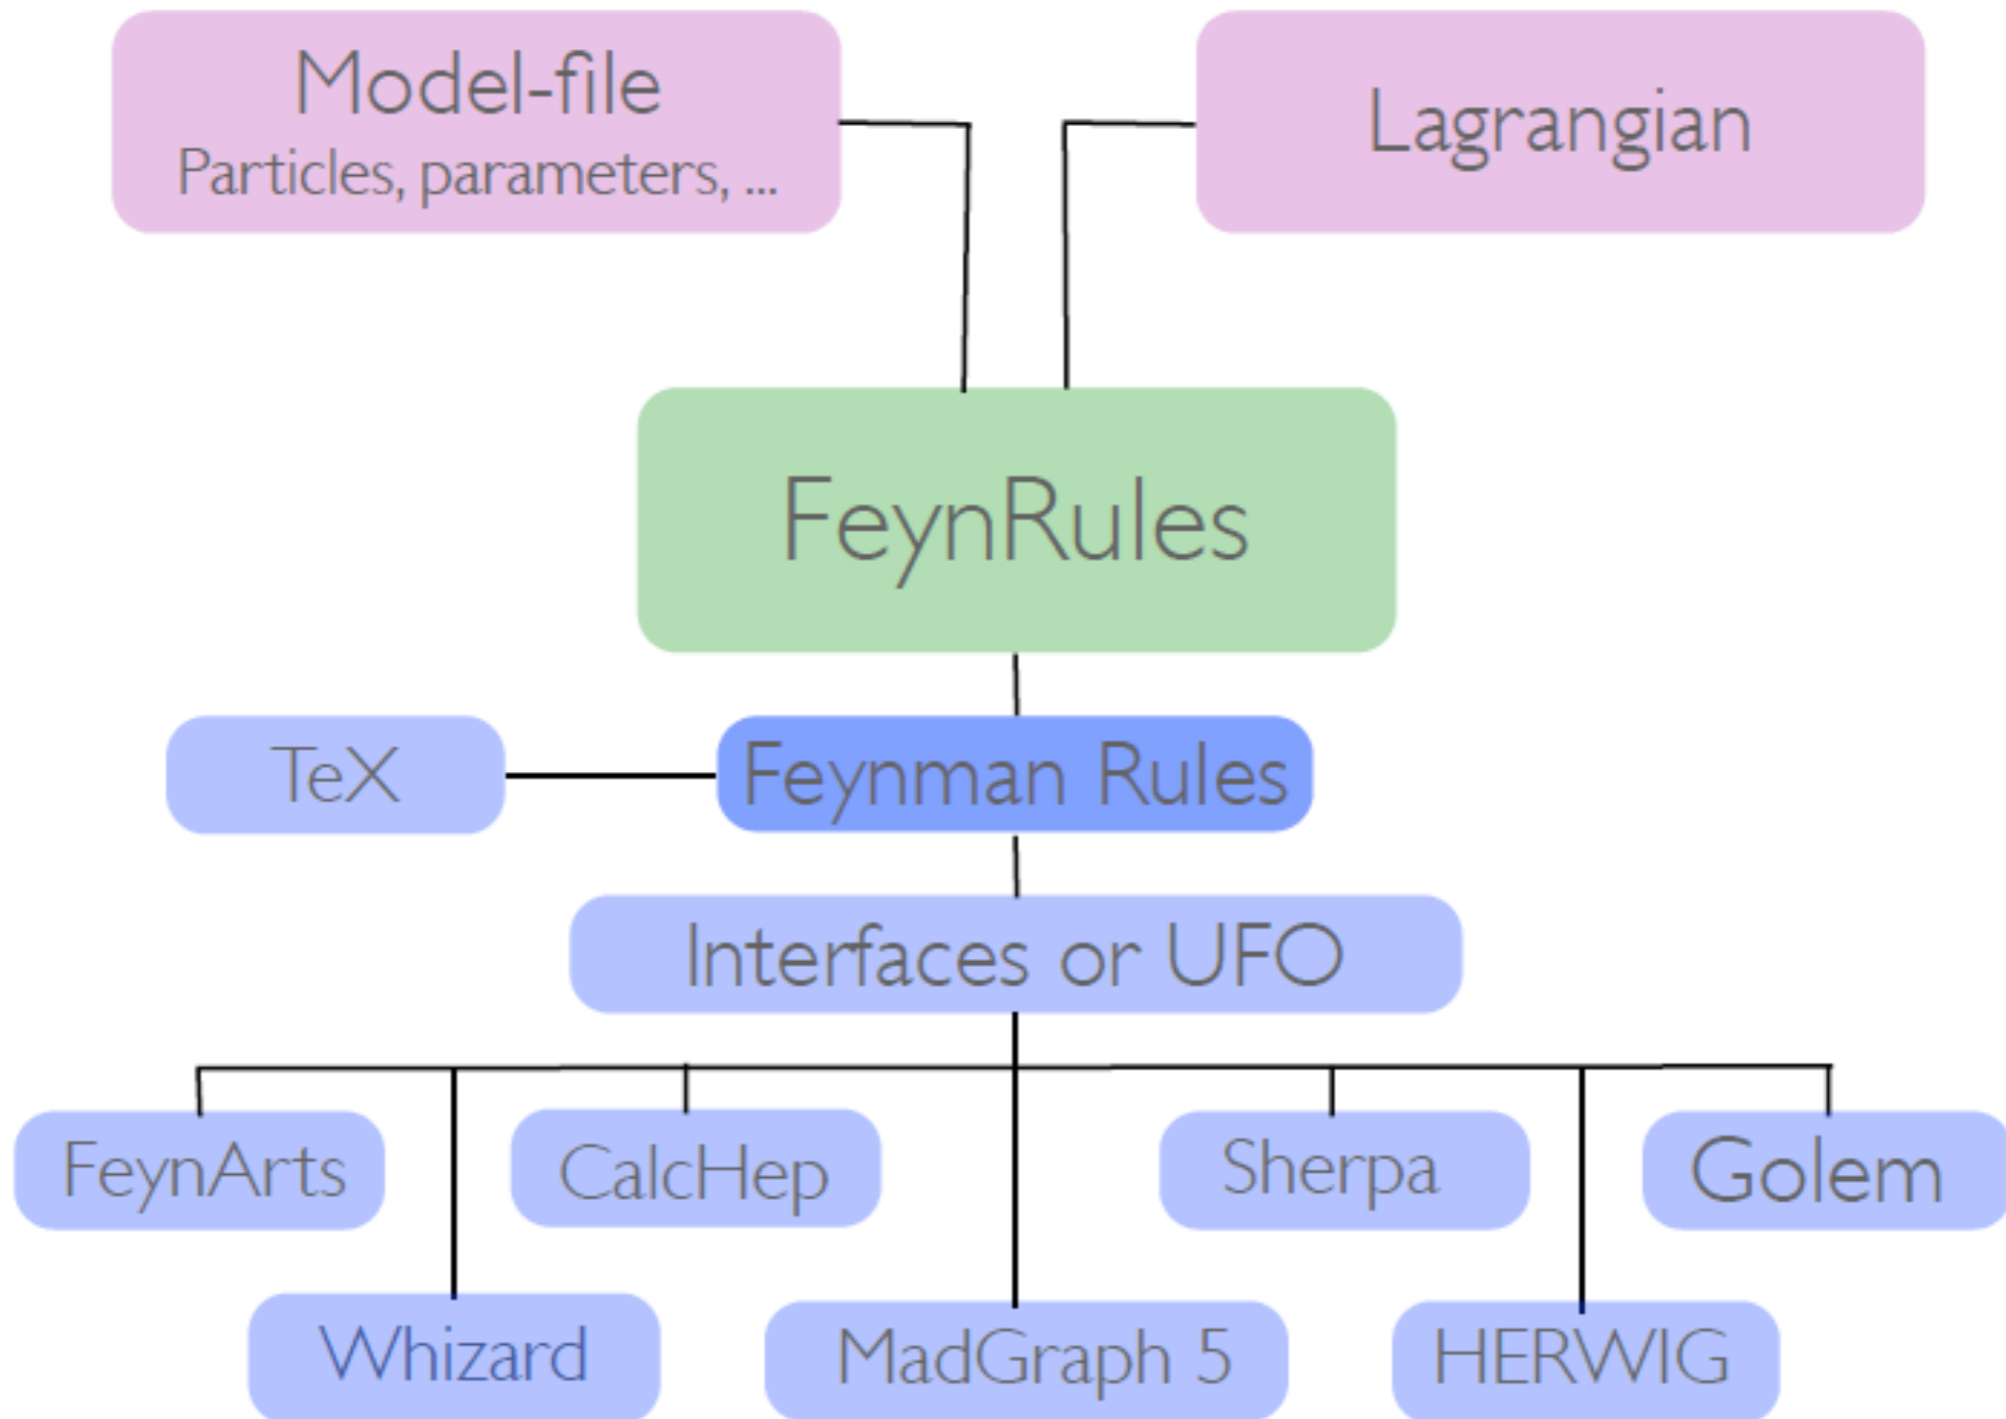 Model-file
Particles, parameters, ...
Lagrangian
FeynRules
TeX
Feynman Rules
Interfaces or UFO
FeynArts
CalcHep
Sherpa
Golem
Whizard
MadGraph 5
HERWIG